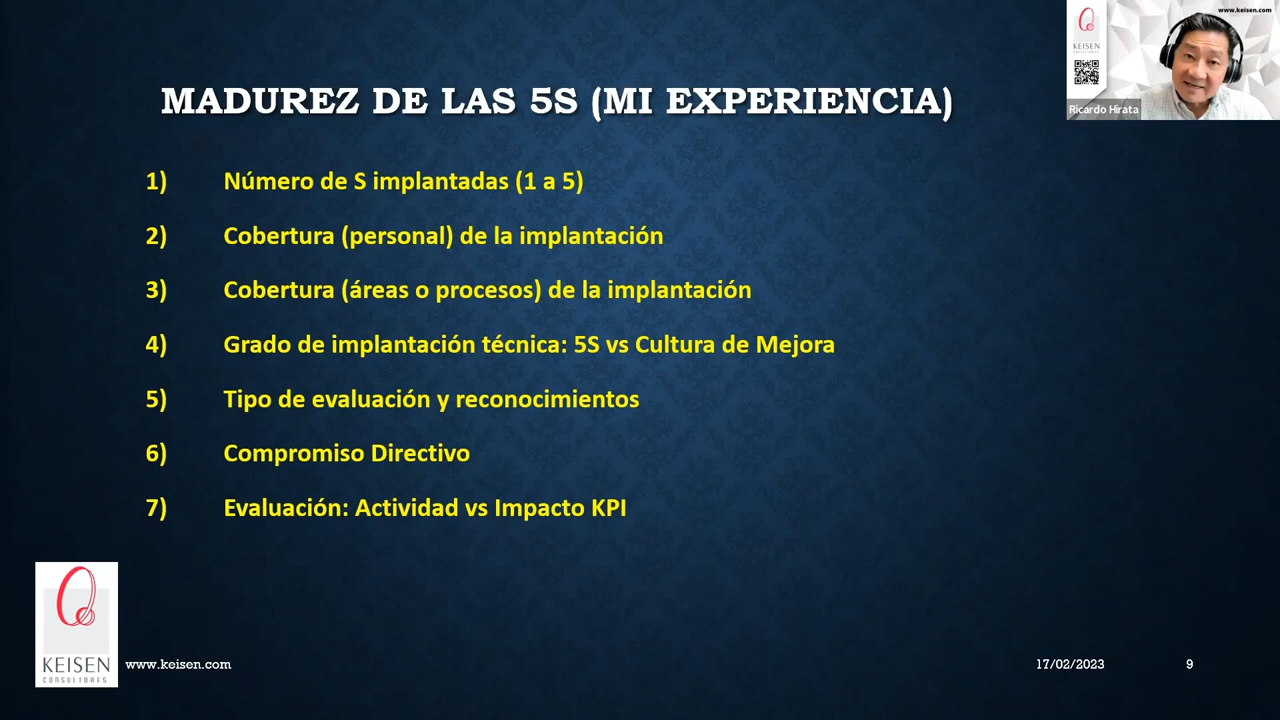 MADUREZ DE LAS 5S (MI EXPERIENCIA)
1) Número de S implantadas (1 a 5)
2) Cobertura (personal) de la implantación
3) Cobertura (áreas o procesos) de la implantación
4) Grado de implantación técnica: 5S vs Cultura de Mejora
5) Tipo de evaluación y reconocimientos
6) Compromiso Directivo
7) Evaluación: Actividad vs Impacto KPI
www.keisen.com
KEISEN
Ricardo Hirata
KEISEN
CONSULTORES
www.keisen.com
17/02/2023
9